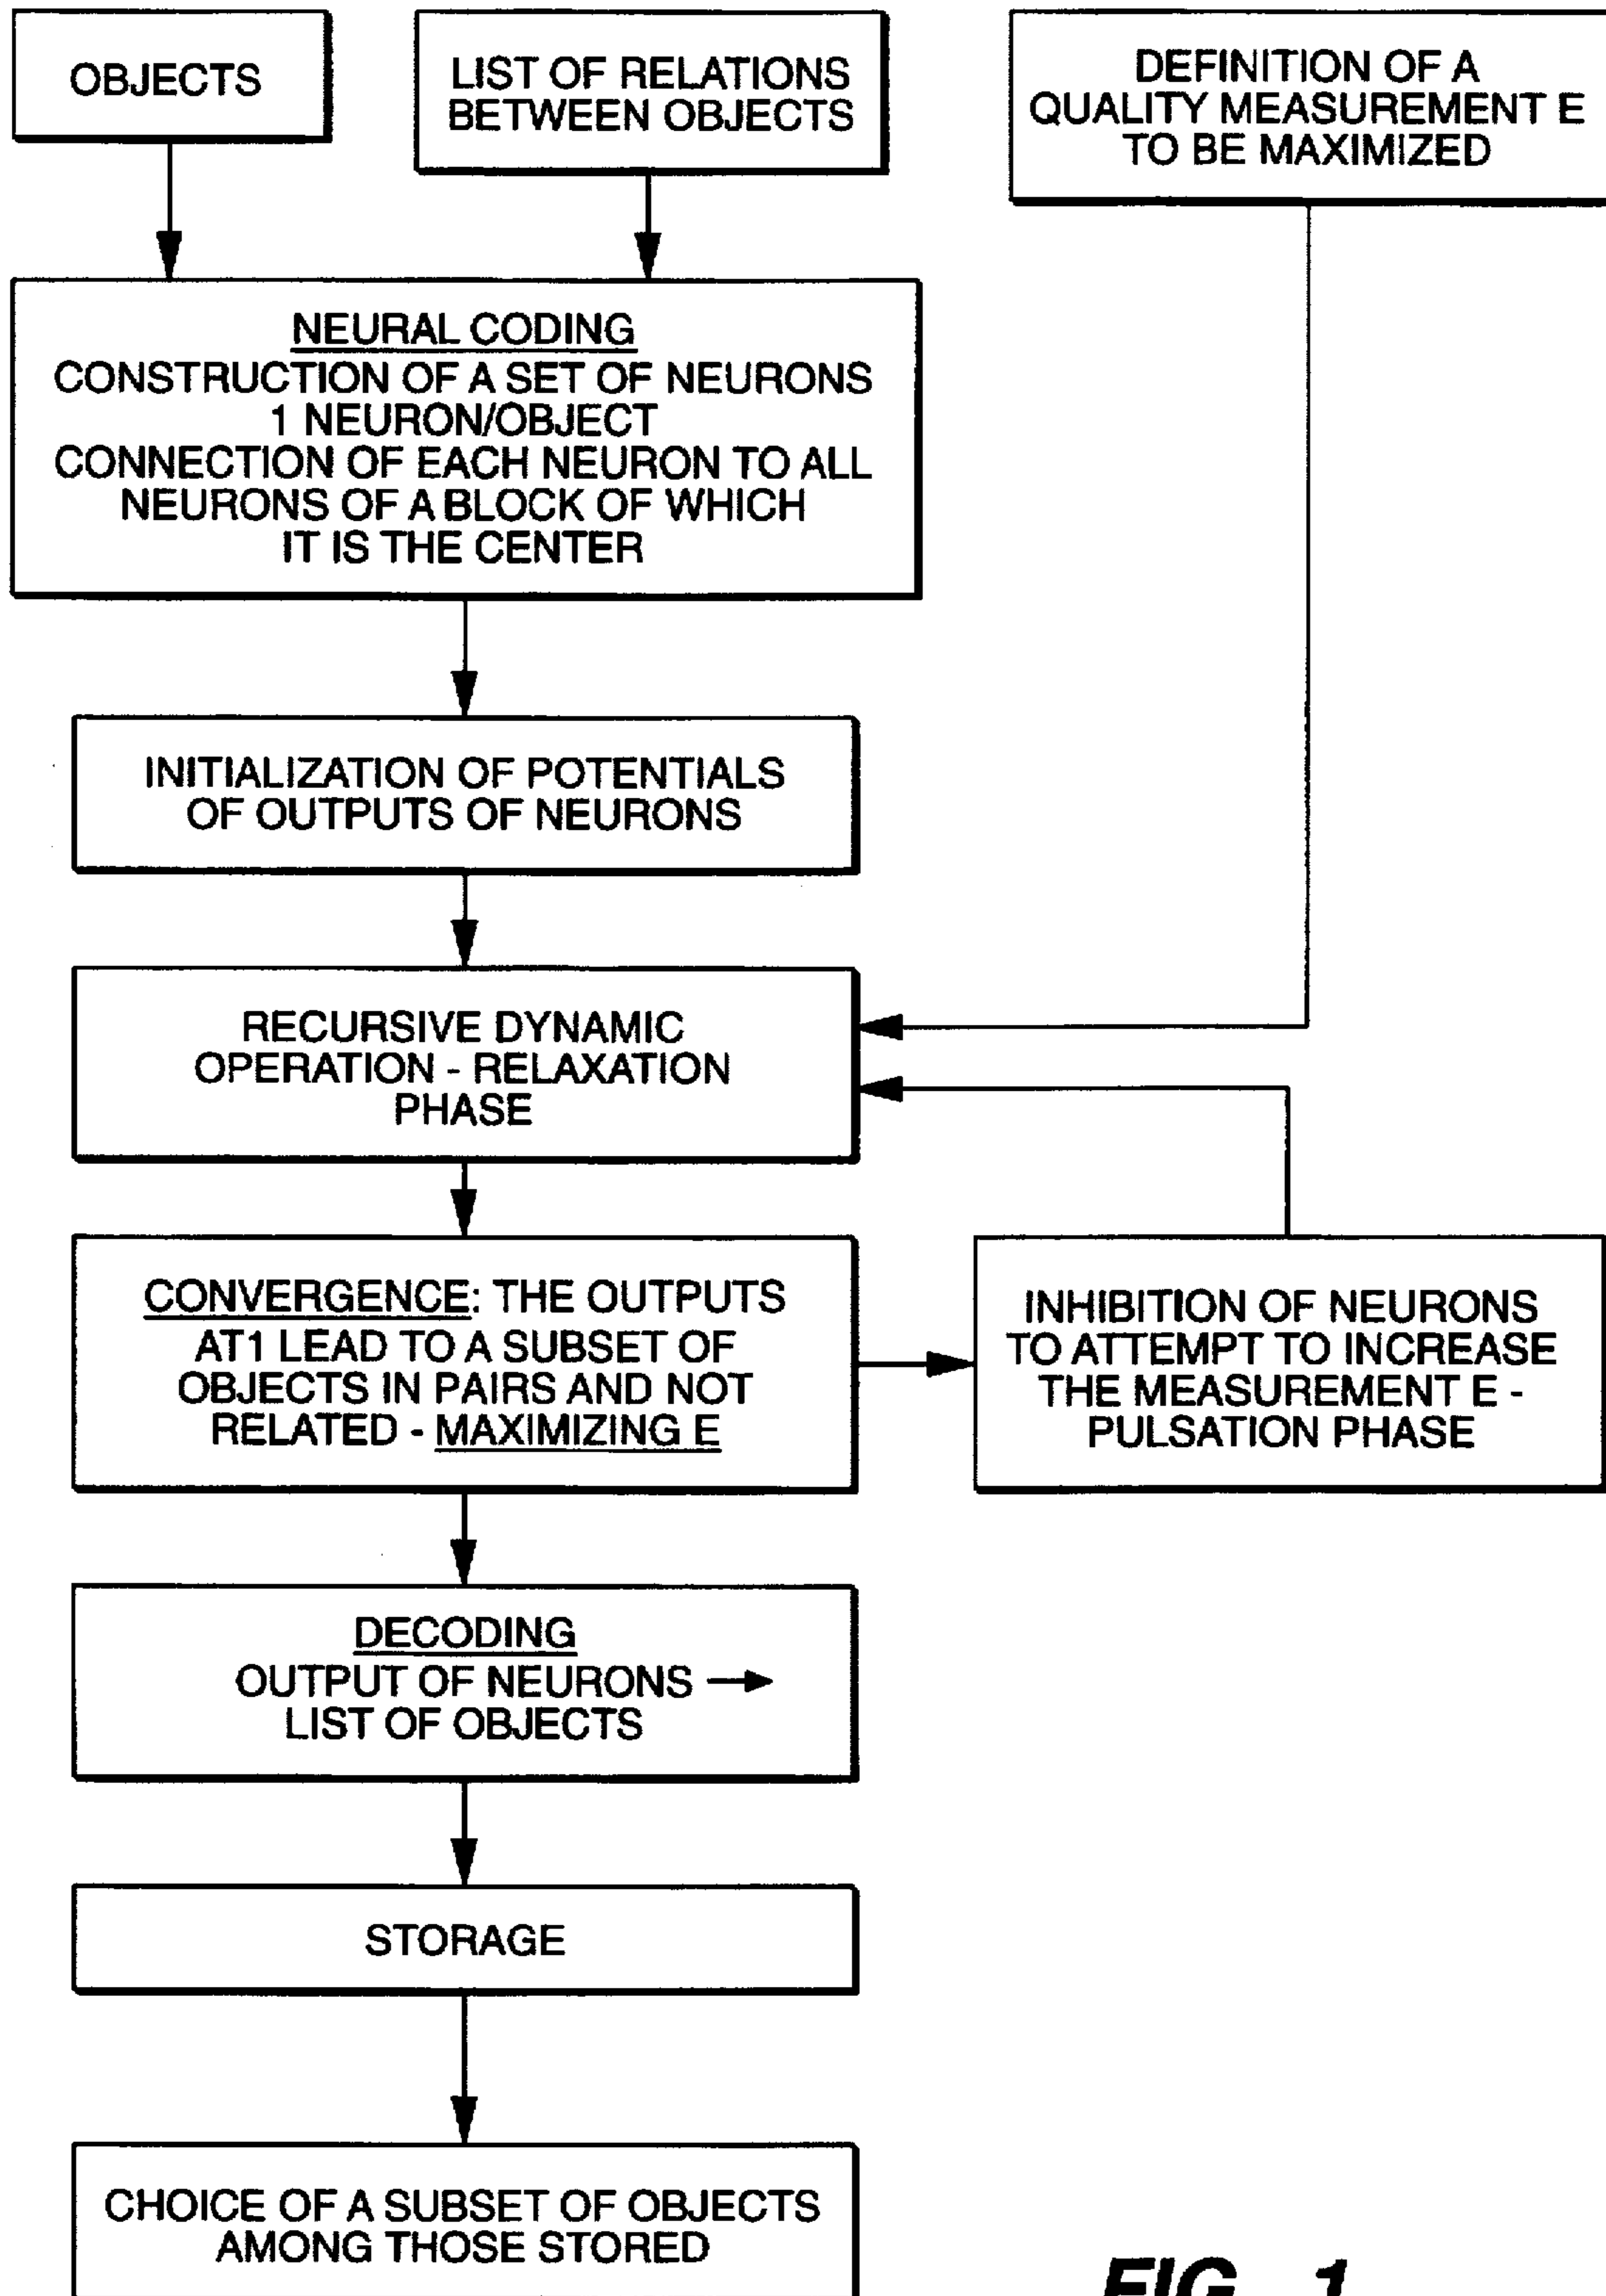 OBJECTS
LIST OF RELATIONS
BETWEEN OBJECTS
DEFINITION OF A
QUALITY MEASUREMENT E
TO BE MAXIMIZED
NEURAL CODING
CONSTRUCTION OF A SET OF NEURONS
1 NEURON/OBJECT
CONNECTION OF EACH NEURON TO ALL
NEURONS OF A BLOCK OF WHICH
IT IS THE CENTER
INITIALIZATION OF POTENTIALS
OF OUTPUTS OF NEURONS
RECURSIVE DYNAMIC
OPERATION - RELAXATION
PHASE
CONVERGENCE: THE OUTPUTS
AT1 LEAD TO A SUBSET OF
OBJECTS IN PAIRS AND NOT
RELATED - MAXIMIZING E
INHIBITION OF NEURONS
TO ATTEMPT TO INCREASE
THE MEASUREMENT E -
PULSATION PHASE
DECODING
OUTPUT OF NEURONS →
LIST OF OBJECTS
STORAGE
CHOICE OF A SUBSET OF OBJECTS
AMONG THOSE STORED
FIG. 1